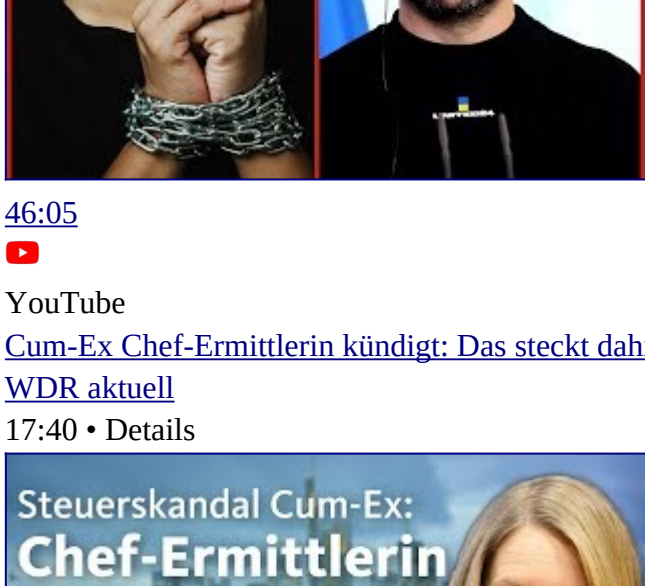 46:05
YouTube
Cum-Ex Chef-Ermittlerin kündigt: Das steckt
WDR aktuell
17:40 • Details
Steuerskandal Cum-Ex:
Chef-Ermittlerin